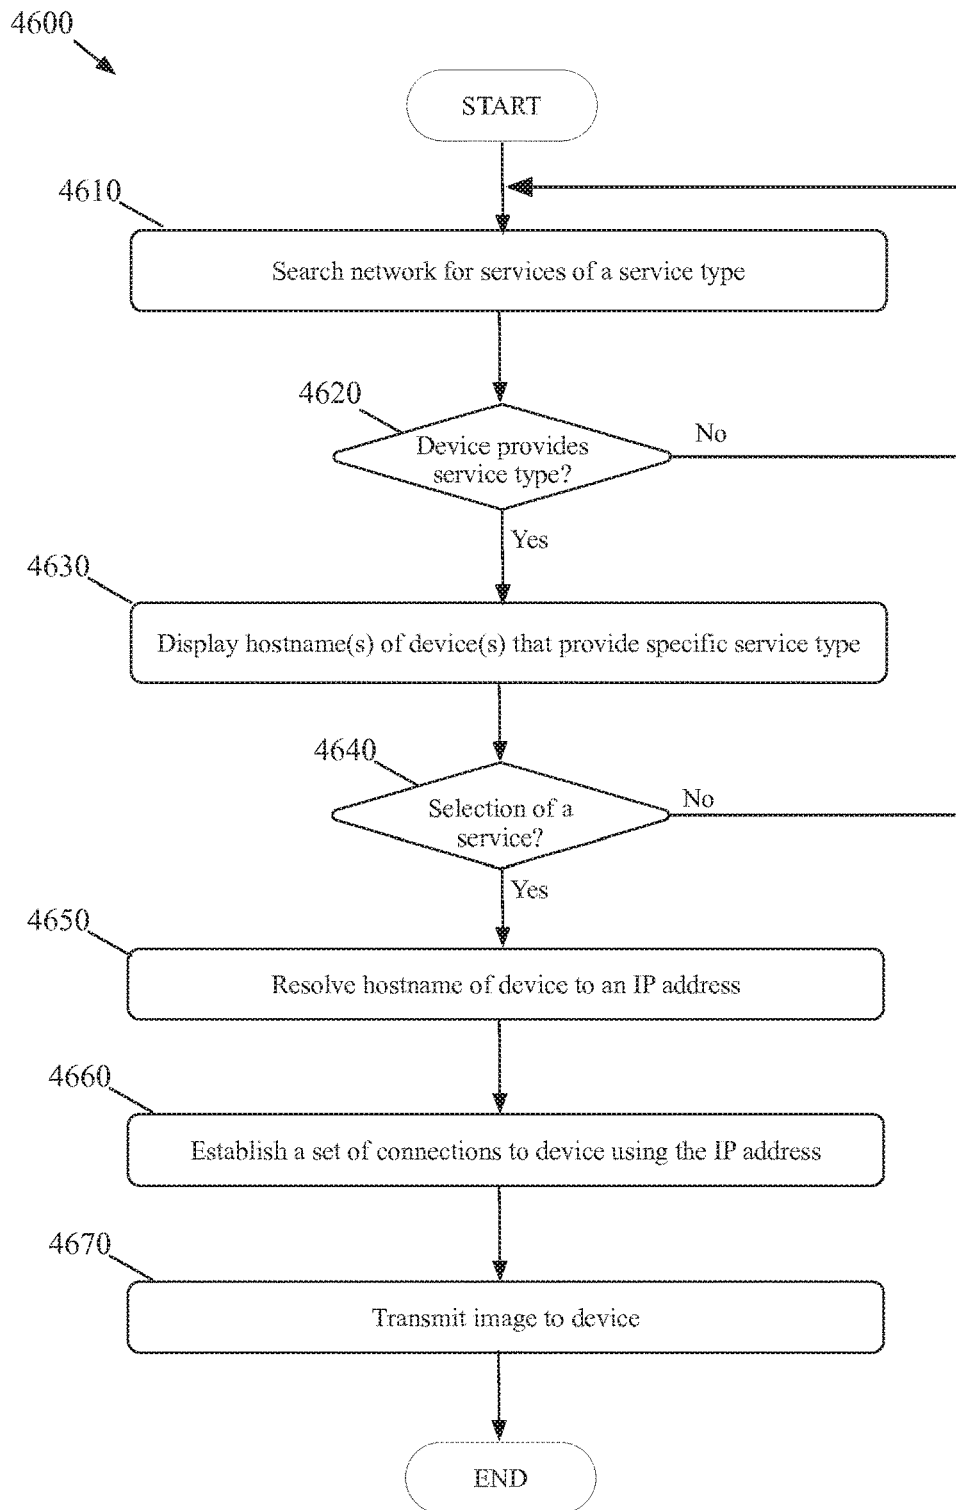 4600
START
4610
Search network for services of a service type
4620
Device provides
service type?
No
Yes
4630
Display hostname(s) of device(s) that provide specific service type
4640
Selection of a
service?
No
Yes
4650
Resolve hostname of device to an IP address
4660
Establish a set of connections to device using the IP address
4670
Transmit image to device
END